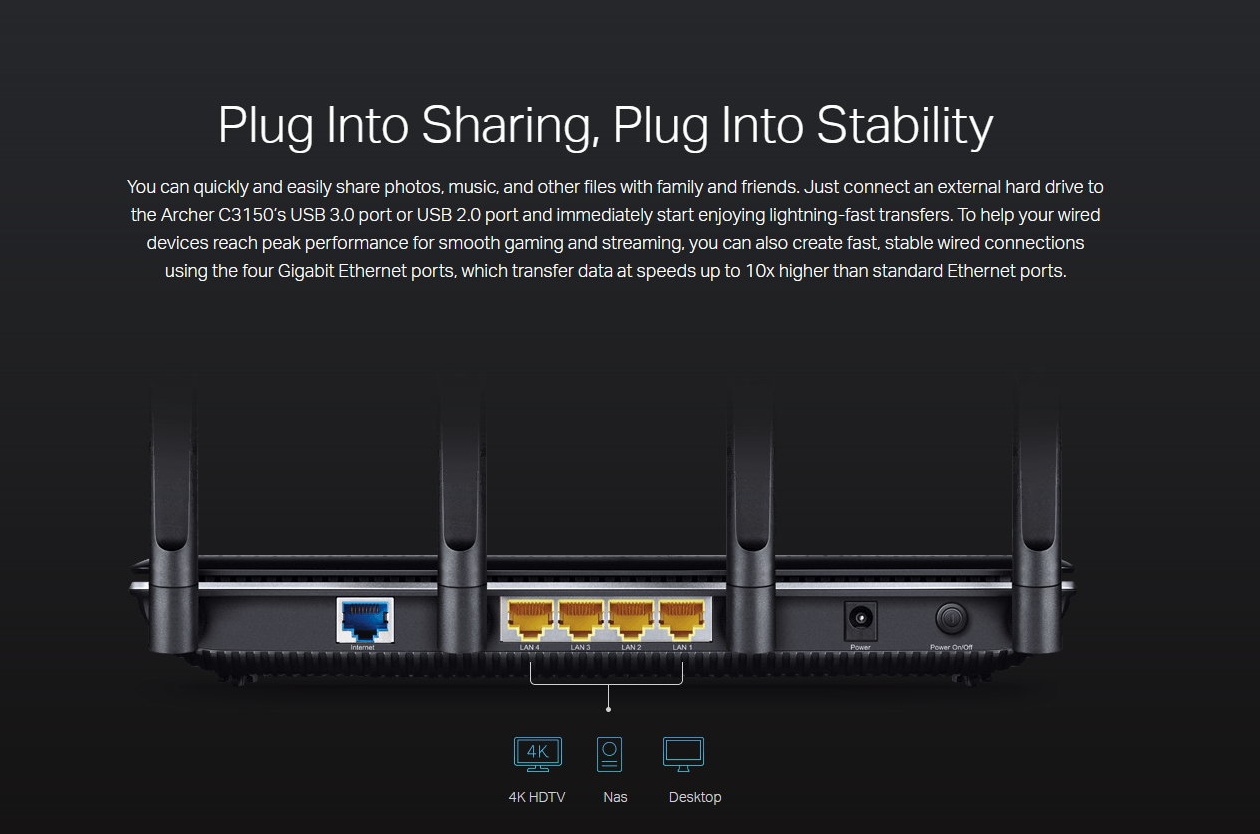 Plug Into Sharing, Plug Into Stability
You can quickly and easily share photos, music, and other files with family and friends. Just connect an external hard drive to
the Archer C3150's USB 3.0 port or USB 2.0 port and immediately start enjoying lightning-fast transfers. To help your wired
devices reach peak performance for smooth gaming and streaming, you can also create fast, stable wired connections
using the four Gigabit Ethernet ports, which transfer data at speeds up to 10x higher than standard Ethernet ports.
Internet LAN 4 LAN 3 LAN 2 LAN 1 Power Power On/Off
4K
4K HDTV Nas Desktop